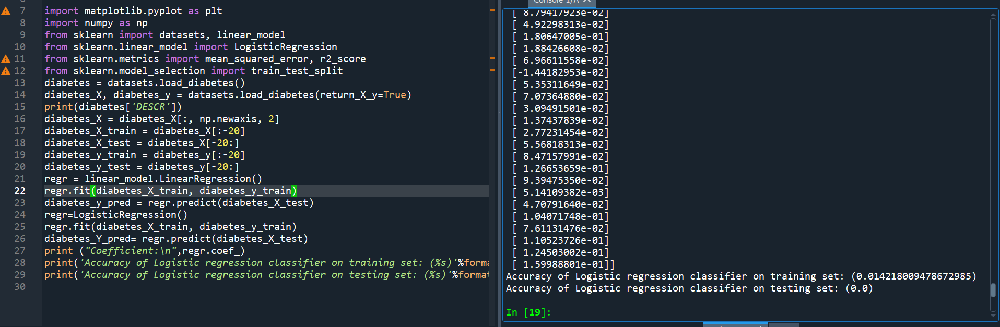 7 import matplotlib.pyplot as plt
8 import numpy as np
9 from sklearn import datasets, linear_model
10 from sklearn.linear_model import LogisticRegression
11 from sklearn.metrics import mean_squared_error, r2_score
12 from sklearn.model_selection import train_test_split
13 diabetes = datasets.load_diabetes()
14 diabetes_X, diabetes_y = datasets.load_diabetes(return_X_y=True)
15 print(diabetes['DESCR'])
16 diabetes_X = diabetes_X[:, np.newaxis, 2]
17 diabetes_X_train = diabetes_X[:-20]
18 diabetes_X_test = diabetes_X[-20:]
19 diabetes_y_train = diabetes_y[:-20]
20 diabetes_y_test = diabetes_y[-20:]
21 regr = linear_model.LinearRegression()
22 regr.fit(diabetes_X_train, diabetes_y_train)
23 diabetes_y_pred = regr.predict(diabetes_X_test)
24 regr=LogisticRegression()
25 regr.fit(diabetes_X_train, diabetes_y_train)
26 diabetes_Y_pred= regr.predict(diabetes_X_test)
27 print ("Coefficient:\n",regr.coef_)
28 print('Accuracy of Logistic regression classifier on training set: (%s)'%forma
29 print('Accuracy of Logistic regression classifier on testing set: (%s)'%format
30
Console 1/A ✕
[ 8.79417923e-02]
[ 4.92298313e-02]
[ 1.80647005e-01]
[ 1.88426608e-02]
[ 6.96611558e-02]
[-1.44182953e-02]
[ 5.35311649e-02]
[ 7.07364880e-02]
[ 3.09491501e-02]
[ 1.37437839e-02]
[ 2.77231454e-02]
[ 5.56818313e-02]
[ 8.47157991e-02]
[ 1.26653659e-01]
[ 9.39475350e-02]
[ 5.14109382e-03]
[ 4.70791640e-02]
[ 1.04071748e-01]
[ 7.61131476e-02]
[ 1.10523726e-01]
[ 1.24503002e-01]
[ 1.59988801e-01]]
Accuracy of Logistic regression classifier on training set: (0.014218009478672985)
Accuracy of Logistic regression classifier on testing set: (0.0)
In [19]: